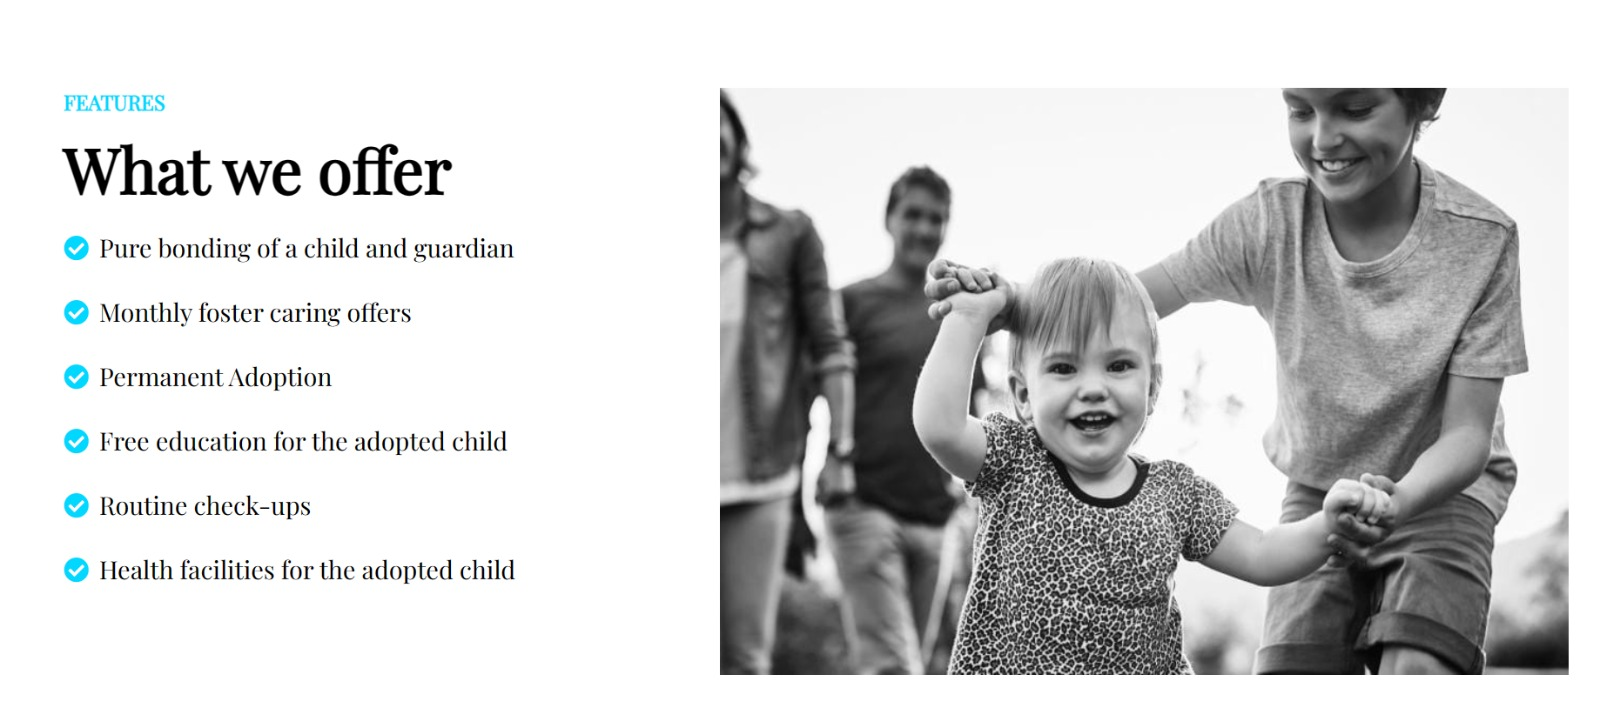 FEATURES
What we offer
Pure bonding of a child and guardian
Monthly foster caring offers
Permanent Adoption
Free education for the adopted child
Routine check-ups
Health facilities for the adopted child